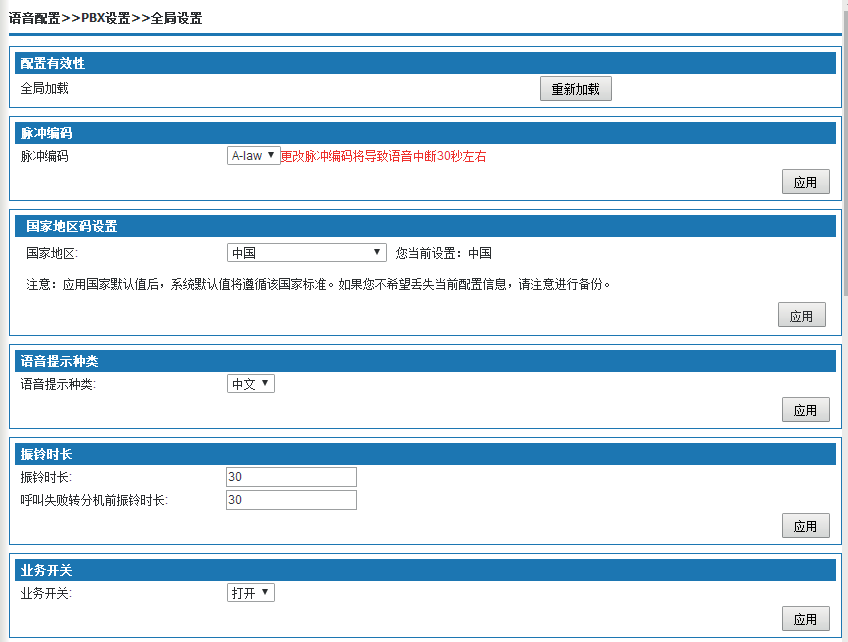 语音配置>>PBX设置>>全局设置
配置有效性
全局加载 重新加载
脉冲编码
脉冲编码 A-law 更改脉冲编码将导致语音中断30秒左右
应用
国家地区码设置
国家地区: 中国 您当前设置：中国
注意：应用国家默认值后，系统默认值将遵循该国家标准。如果您不希望丢失当前配置信息，请注意进行备份。
应用
语音提示种类
语音提示种类: 中文
应用
振铃时长
振铃时长: 30
呼叫失败转分机前振铃时长: 30
应用
业务开关
业务开关: 打开
应用